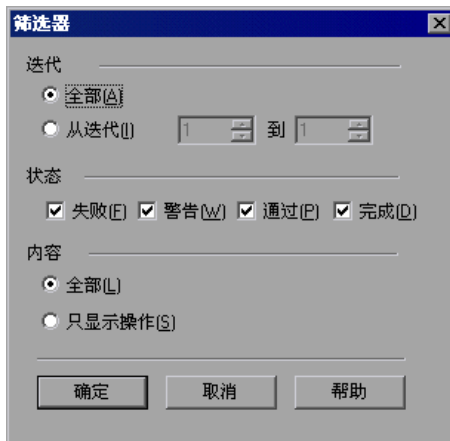 筛选器
迭代
全部(A)
从迭代(I) 1 到 1
状态
失败(F) 警告(W) 通过(P) 完成(D)
内容
全部(L)
只显示操作(S)
确定 取消 帮助